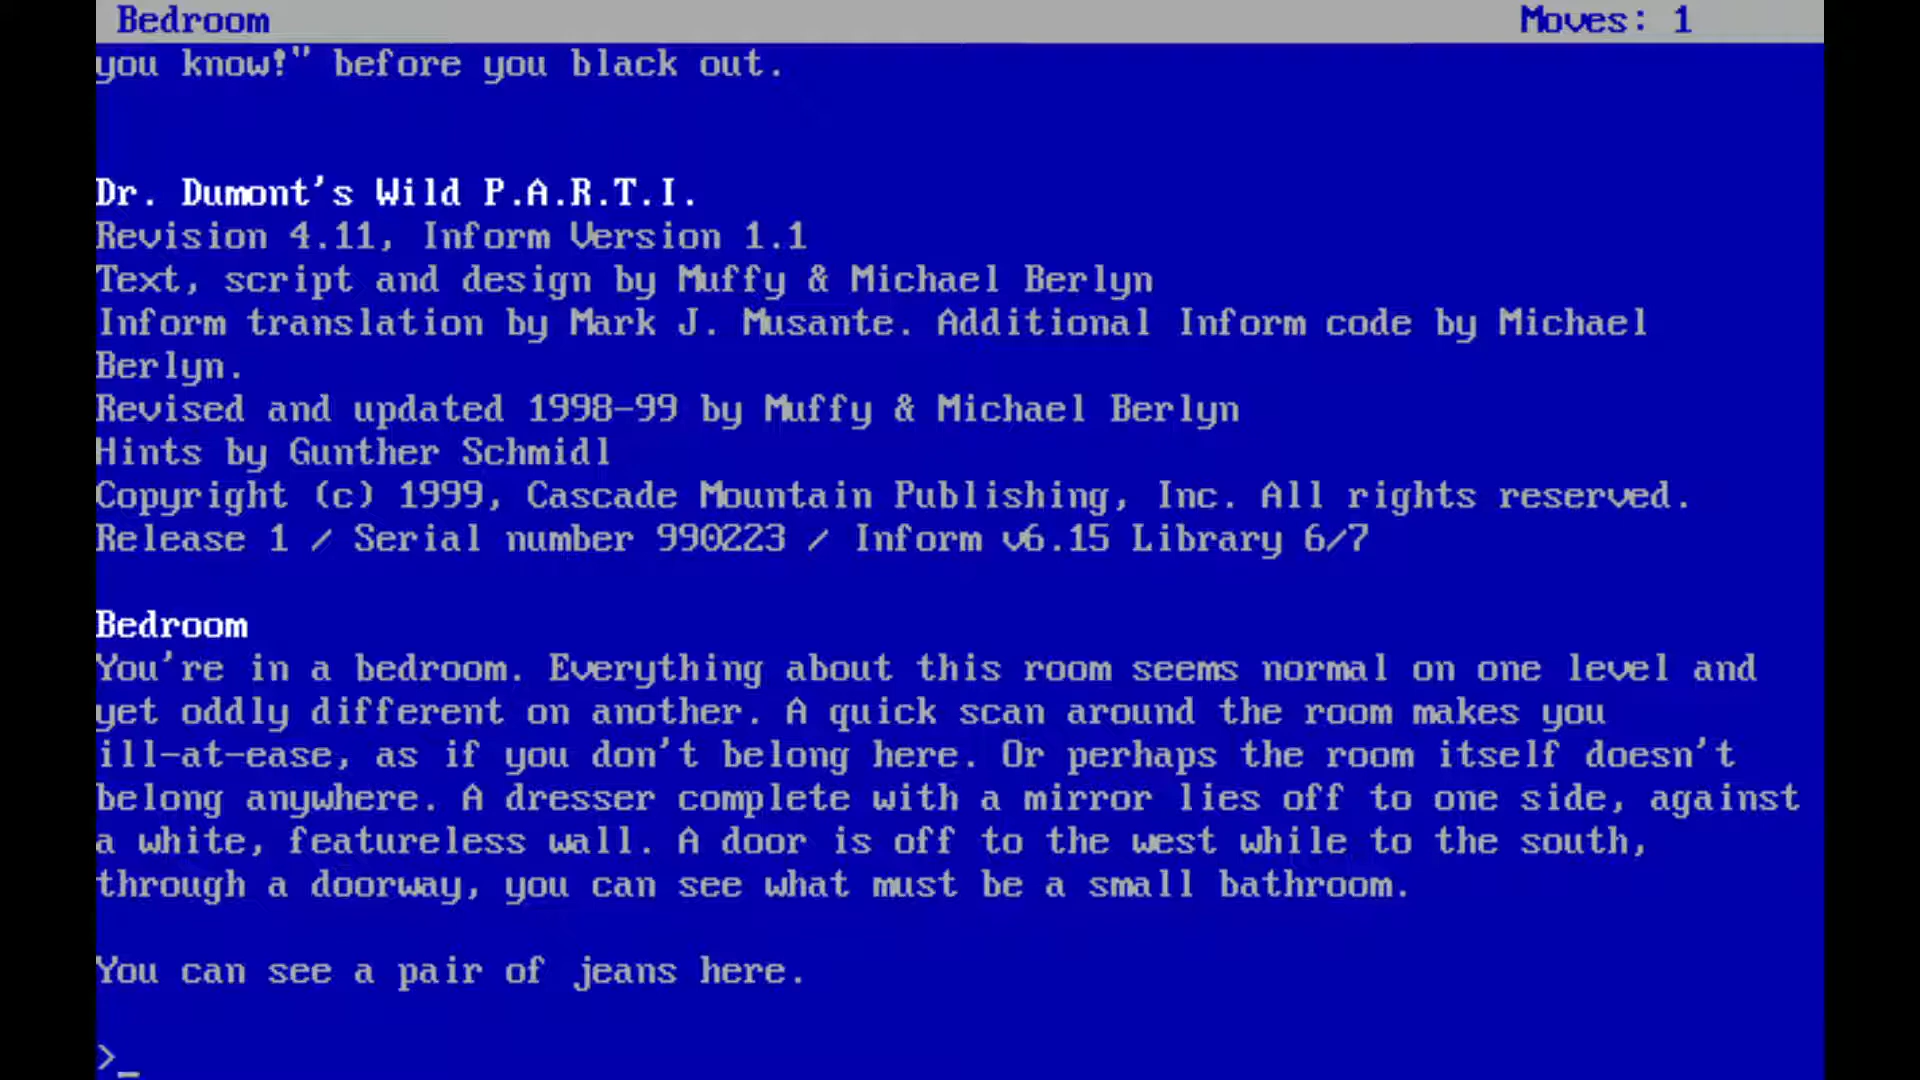 Bedroom Moves: 1
you know!" before you black out.
Dr. Dumont's Wild P.A.R.T.I.
Revision 4.11, Inform Version 1.1
Text, script and design by Muffy & Michael Berlyn
Inform translation by Mark J. Musante. Additional Inform code by Michael
Berlyn.
Revised and updated 1998-99 by Muffy & Michael Berlyn
Hints by Gunther Schmidl
Copyright (c) 1999, Cascade Mountain Publishing, Inc. All rights reserved.
Release 1 / Serial number 990223 / Inform v6.15 Library 6/7
Bedroom
You're in a bedroom. Everything about this room seems normal on one level and
yet oddly different on another. A quick scan around the room makes you
ill-at-ease, as if you don't belong here. Or perhaps the room itself doesn't
belong anywhere. A dresser complete with a mirror lies off to one side, against
a white, featureless wall. A door is off to the west while to the south,
through a doorway, you can see what must be a small bathroom.
You can see a pair of jeans here.
>_